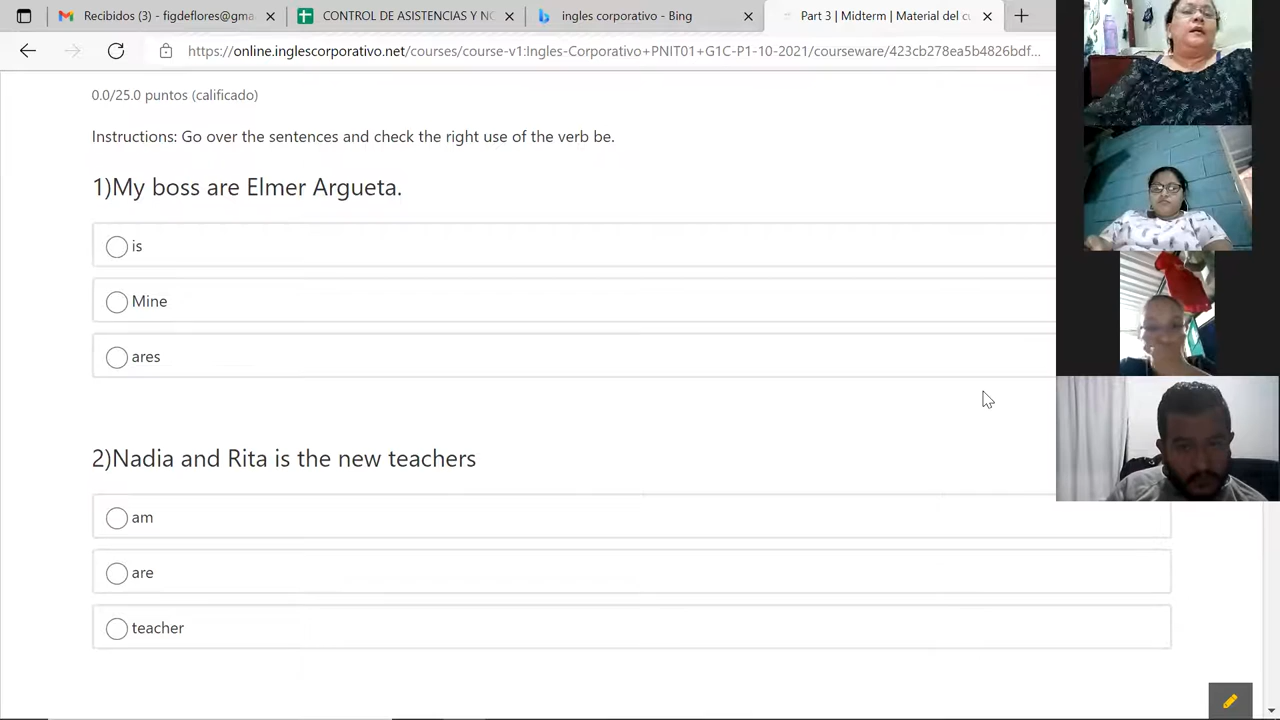 Recibidos (3) - figdeflores@gma
CONTROL DE ASISTENCIAS Y N
ingles corporativo - Bing
Part 3 | Midterm | Material del cu
https://online.inglescorporativo.net/courses/course-v1:Ingles-Corporativo+PNIT01+G1C-P1-10-2021/courseware/423cb278ea5b4826bdf...
0.0/25.0 puntos (calificado)
Instructions: Go over the sentences and check the right use of the verb be.
1)My boss are Elmer Argueta.
is
Mine
ares
2)Nadia and Rita is the new teachers
am
are
teacher